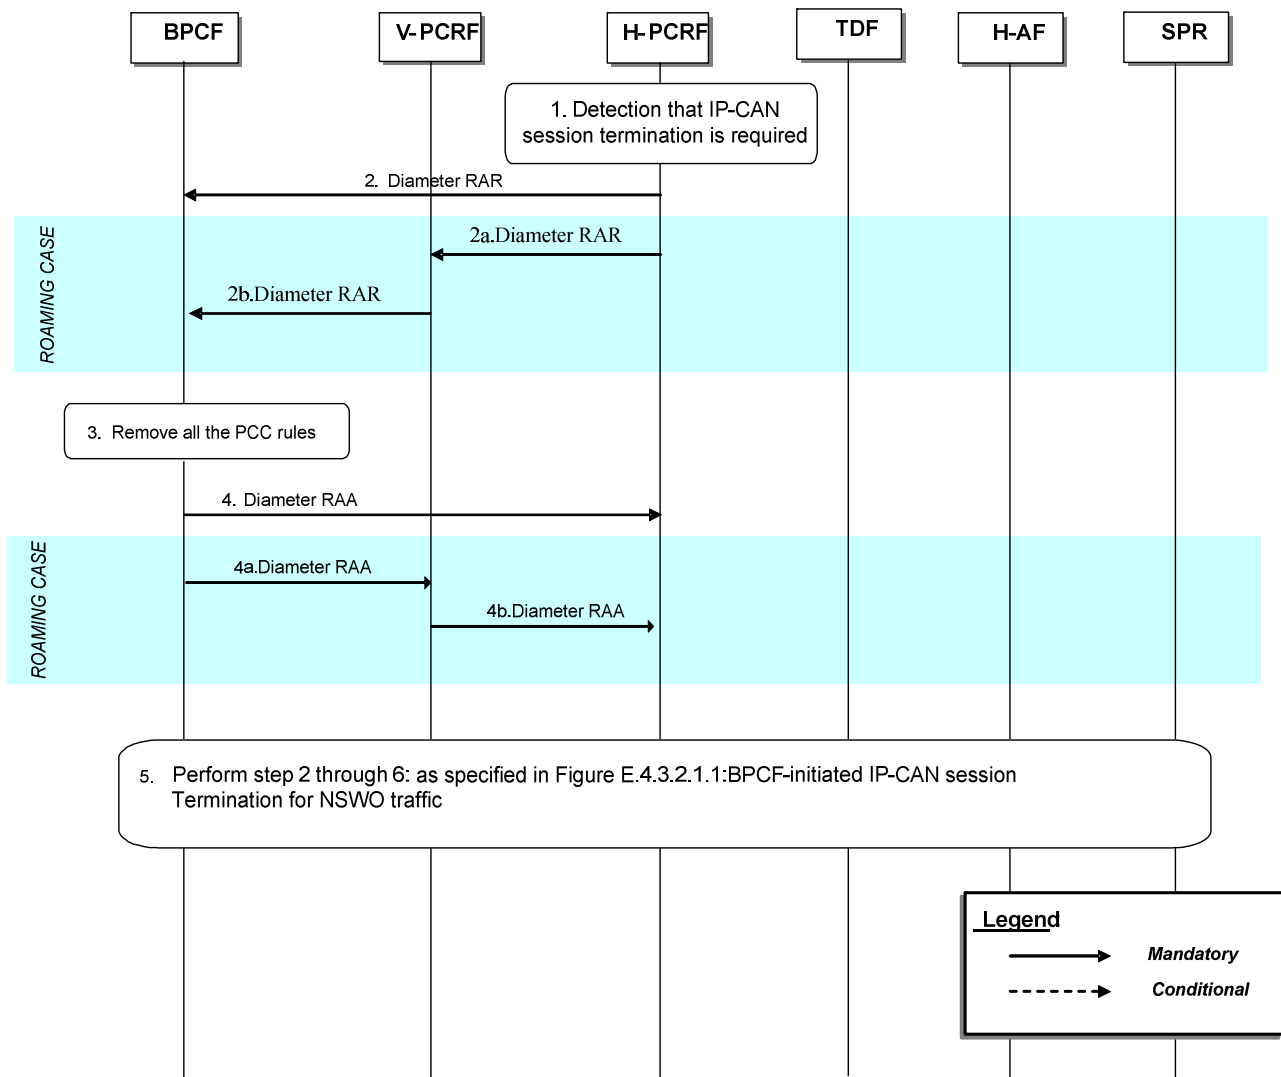 BPCF
V-PCRF
H-PCRF
TDF
H-AF
SPR
1. Detection that IP-CAN
session termination is required
2. Diameter RAR
ROAMING CASE
2a.Diameter RAR
2b.Diameter RAR
3. Remove all the PCC rules
4. Diameter RAA
ROAMING CASE
4a.Diameter RAA
4b.Diameter RAA
5. Perform step 2 through 6: as specified in Figure E.4.3.2.1.1:BPCF-initiated IP-CAN session
Termination for NSWO traffic
Legend
Mandatory
Conditional